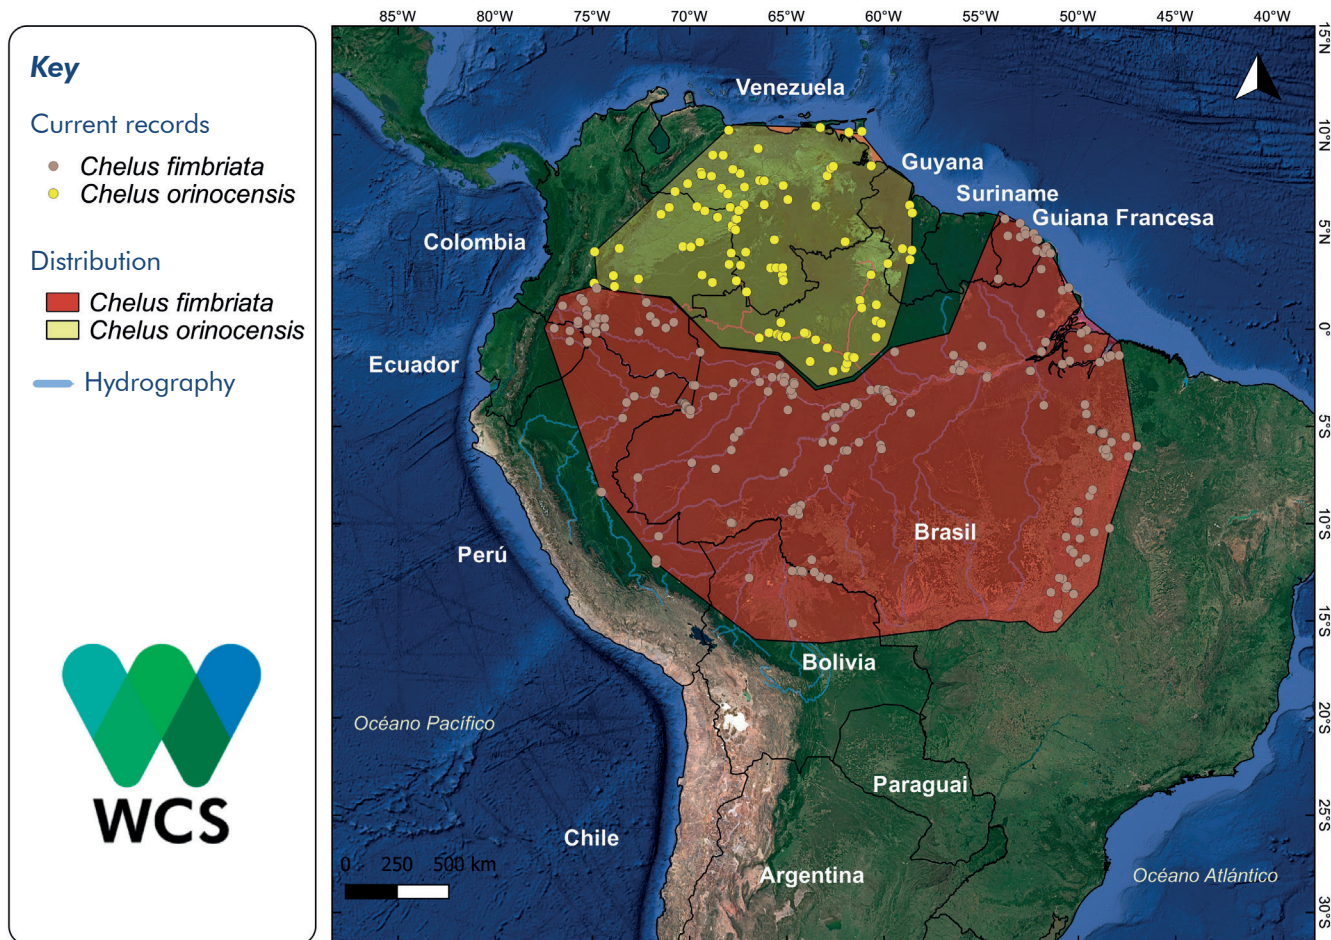 Key
Current records
Chelus fimbriata
Chelus orinocensis
Distribution
Chelus fimbriata
Chelus orinocensis
Hydrography
WCS
85°W 80°W 75°W 70°W 65°W 60°W 55°W 50°W 45°W 40°W
15°N
10°N
5°N
0°
5°S
10°S
15°S
20°S
25°S
30°S
Venezuela
Guyana
Suriname
Guiana Francesa
Colombia
Ecuador
Perú
Brasil
Bolivia
Océano Pacífico
Paraguai
Chile
0 250 500 km
Argentina
Océano Atlántico